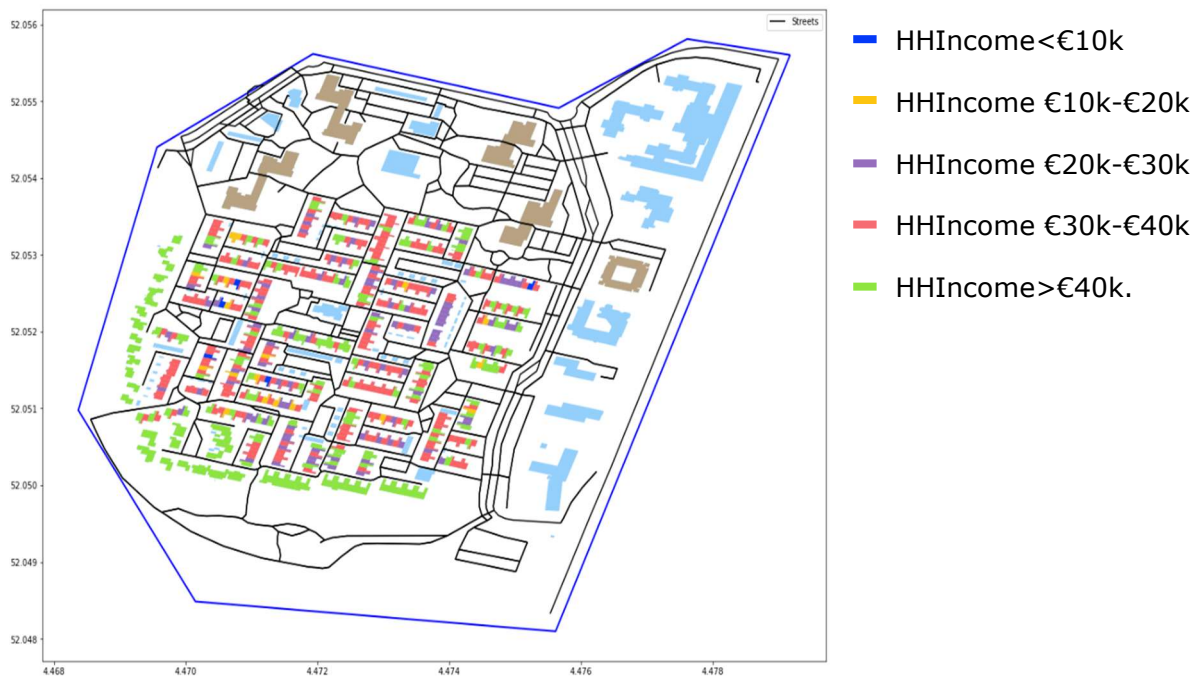 52.056
52.055
52.054
52.053
52.052
52.051
52.050
52.049
52.048
4.468 4.470 4.472 4.474 4.476 4.478
Streets
HHIncome<€10k
HHIncome €10k-€20k
HHIncome €20k-€30k
HHIncome €30k-€40k
HHIncome>€40k.